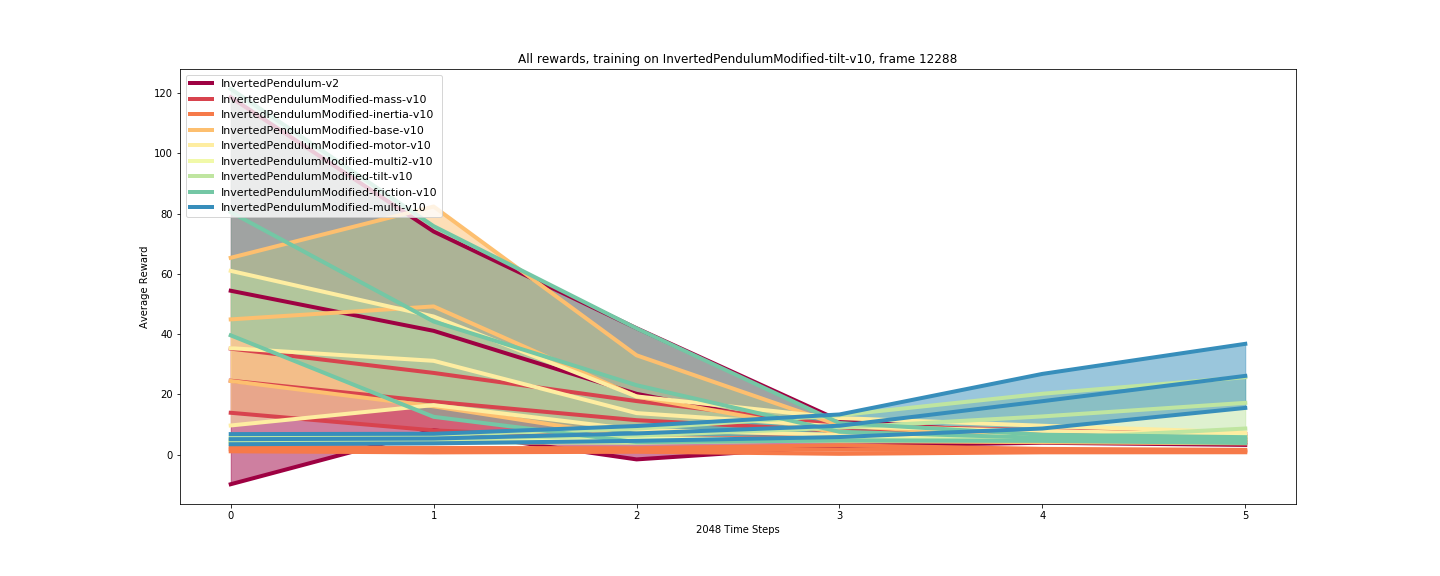 All rewards, training on InvertedPendulumModified-tilt-v10, frame 12288
InvertedPendulum-v2
InvertedPendulumModified-mass-v10
InvertedPendulumModified-inertia-v10
InvertedPendulumModified-base-v10
InvertedPendulumModified-motor-v10
InvertedPendulumModified-multi2-v10
InvertedPendulumModified-tilt-v10
InvertedPendulumModified-friction-v10
InvertedPendulumModified-multi-v10
120
100
80
60
40
20
0
Average Reward
0 1 2 3 4 5
2048 Time Steps